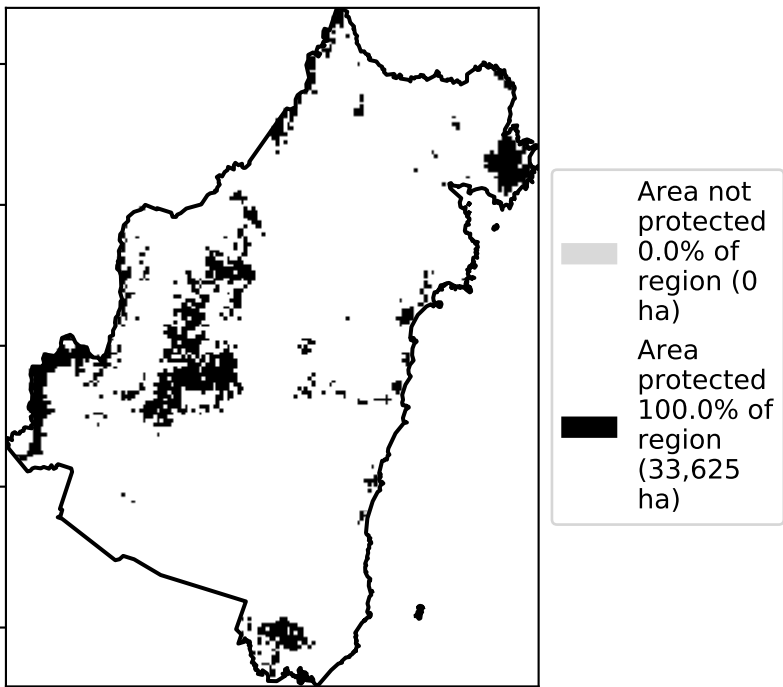 Area not
protected
0.0% of
region (0
ha)
Area
protected
100.0% of
region
(33,625
ha)